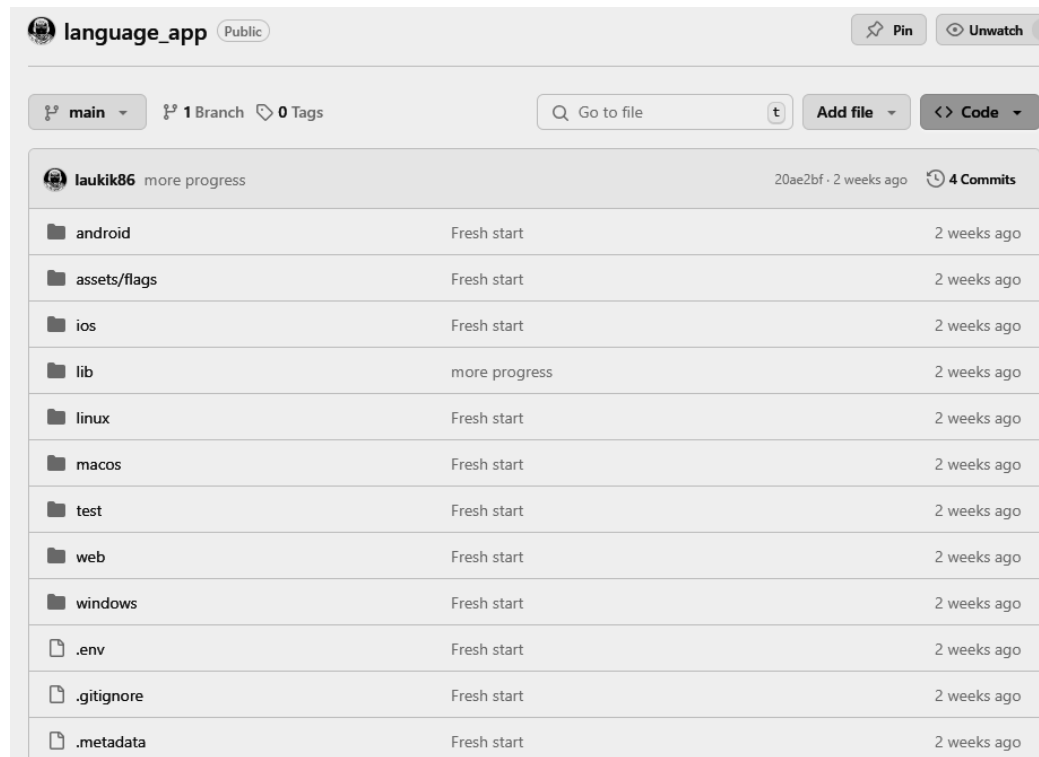 language_app Public Pin Unwatch
main 1 Branch 0 Tags Go to file t Add file Code
laukik86 more progress 20ae2bf · 2 weeks ago 4 Commits
android Fresh start 2 weeks ago
assets/flags Fresh start 2 weeks ago
ios Fresh start 2 weeks ago
lib more progress 2 weeks ago
linux Fresh start 2 weeks ago
macos Fresh start 2 weeks ago
test Fresh start 2 weeks ago
web Fresh start 2 weeks ago
windows Fresh start 2 weeks ago
.env Fresh start 2 weeks ago
.gitignore Fresh start 2 weeks ago
.metadata Fresh start 2 weeks ago